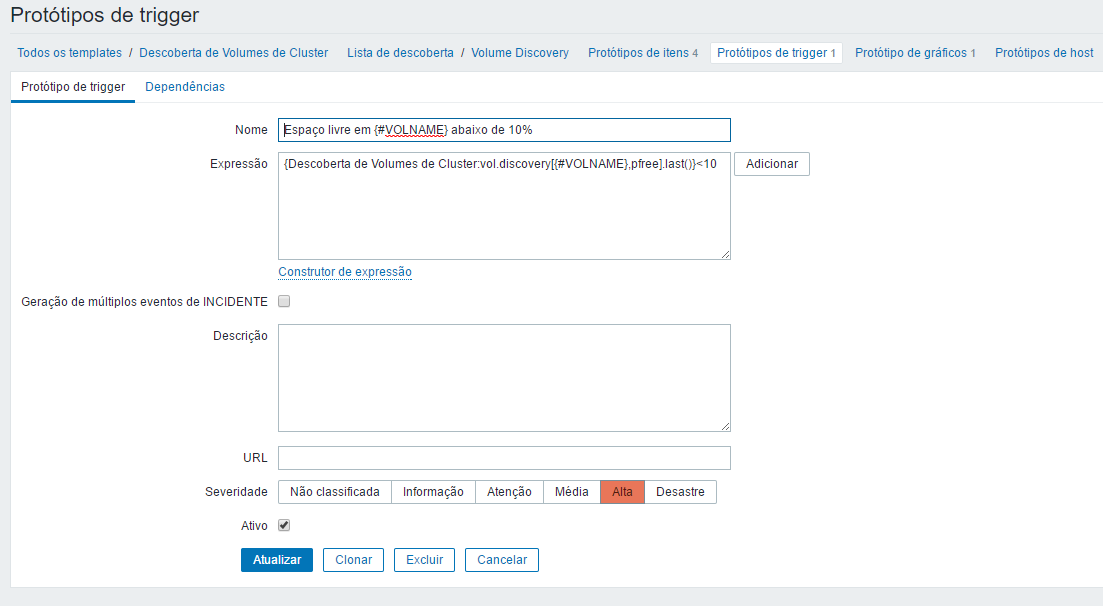 Protótipos de trigger
Todos os templates / Descoberta de Volumes de Cluster Lista de descoberta / Volume Discovery Protótipos de itens 4 Protótipos de trigger 1 Protótipo de gráficos 1 Protótipos de host
Protótipo de trigger Dependências
Nome Espaço livre em {#VOLNAME} abaixo de 10%
Expressão {Descoberta de Volumes de Cluster:vol.discovery[{#VOLNAME},pfree].last()}<10 Adicionar
Construtor de expressão
Geração de múltiplos eventos de INCIDENTE
Descrição
URL
Severidade Não classificada Informação Atenção Média Alta Desastre
Ativo
Atualizar Clonar Excluir Cancelar